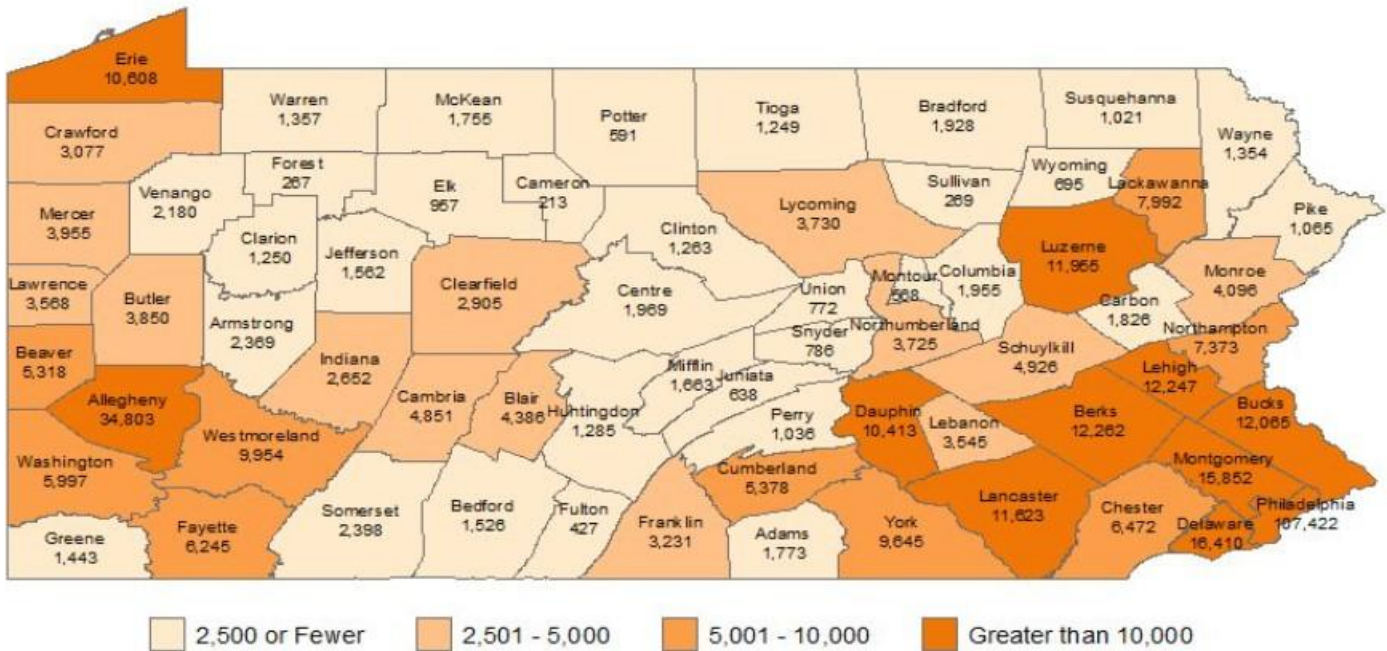 Erie
10,608
Warren
1,357
McKean
1,755
Potter
591
Tioga
1,249
Bradford
1,928
Susquehanna
1,021
Wayne
1,354
Crawford
3,077
Forest
267
Venango
2,180
Elk
957
Cameron
213
Wyoming
695
Lackawanna
7,992
Sullivan
269
Lycoming
3,730
Pike
1,065
Mercer
3,955
Clarion
1,250
Jefferson
1,562
Clinton
1,263
Luzerne
11,955
Lawrence
3,568
Butler
3,850
Clearfield
2,905
Centre
1,969
Union
772
Montour
568
Columbia
1,955
Monroe
4,096
Carbon
1,826
Armstrong
2,369
Snyder
786
Northumberland
3,725
Northampton
7,373
Beaver
5,318
Indiana
2,652
Mifflin
1,663
Juniata
638
Schuylkill
4,926
Lehigh
12,247
Allegheny
34,803
Cambria
4,851
Blair
4,386
Huntingdon
1,285
Perry
1,036
Dauphin
10,413
Lebanon
3,545
Berks
12,262
Bucks
12,065
Westmoreland
9,954
Washington
5,997
Cumberland
5,378
Montgomery
15,852
Somerset
2,398
Bedford
1,526
Fulton
427
Franklin
3,231
Adams
1,773
York
9,645
Lancaster
11,623
Chester
6,472
Delaware
16,410
Philadelphia
107,422
Greene
1,443
Fayette
6,245
2,500 or Fewer
2,501 - 5,000
5,001 - 10,000
Greater than 10,000